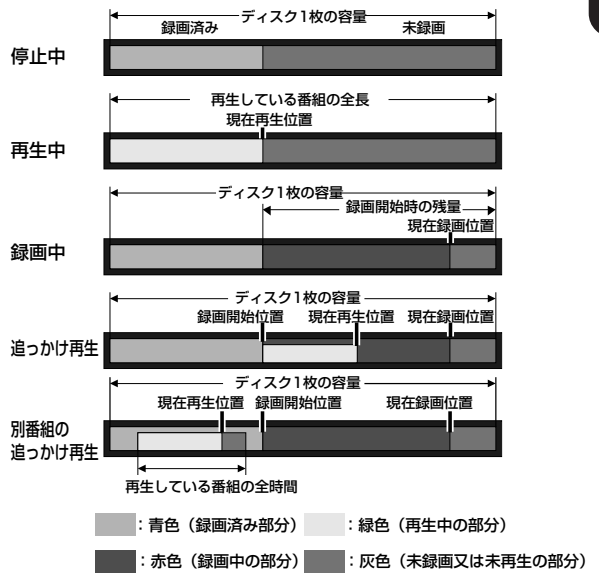 ディスク1枚の容量
録画済み 未録画
停止中
再生している番組の全長
現在再生位置
再生中
ディスク1枚の容量
録画開始時の残量
現在録画位置
録画中
ディスク1枚の容量
録画開始位置 現在再生位置 現在録画位置
追っかけ再生
ディスク1枚の容量
現在再生位置 録画開始位置 現在録画位置
別番組の
追っかけ再生
再生している番組の全時間
：青色（録画済み部分） ：緑色（再生中の部分）
：赤色（録画中の部分） ：灰色（未録画又は未再生の部分）